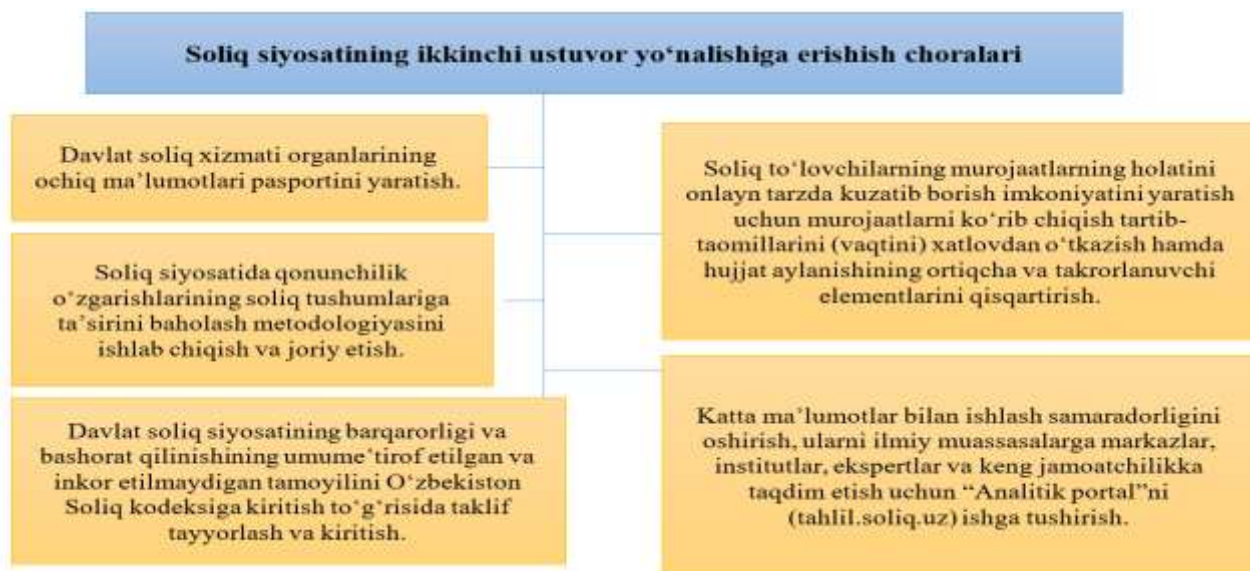 Soliq siyosatining ikkinchi ustuvor yo‘nalishiga erishish choralari
Davlat soliq xizmati organlarining
ochiq ma’lumotlari pasportini yaratish.
Soliq siyosatida qonunchilik
o‘zgarishlarining soliq tushumlariga
ta’sirini baholash metodologiyasini
ishlab chiqish va joriy etish.
Davlat soliq siyosatining barqarorligi va
bashorat qilinishining umume’tirof etilgan va
inkor etilmaydigan tamoyilini O‘zbekiston
Soliq kodeksiga kiritish to‘g‘risida taklif
tayyorlash va kiritish.
Soliq to‘lovchilarning murojaatlarning holatini
onlayn tarzda kuzatib borish imkoniyatini yaratish
uchun murojaatlarni ko‘rib chiqish tartib-
taomillarini (vaqtini) xatlovdan o‘tkazish hamda
hujjat aylanishining ortiqcha va takrorlanuvchi
elementlarini qisqartirish.
Katta ma’lumotlar bilan ishlash samaradorligini
oshirish, ularni ilmiy muassasalarga markazlar,
institutlar, ekspertlar va keng jamoatchilikka
taqdim etish uchun “Analitik portal”ni
(tahlil.soliq.uz) ishga tushirish.